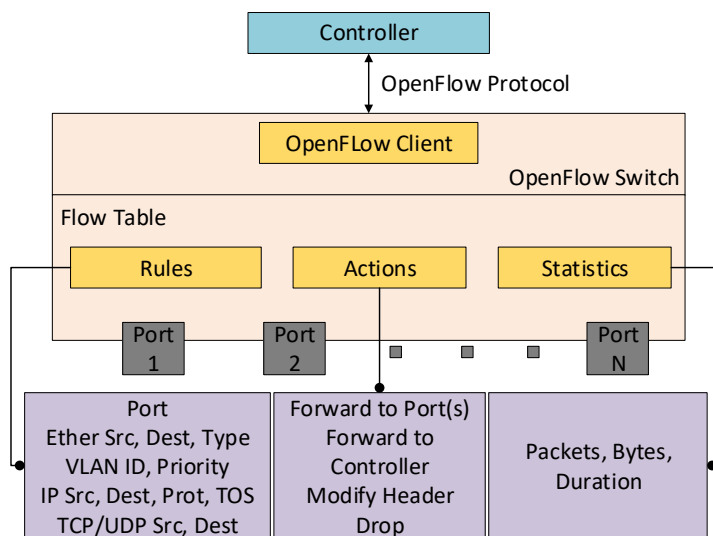 Controller
OpenFlow Protocol
OpenFLow Client
OpenFlow Switch
Flow Table
Rules
Actions
Statistics
Port
1
Port
2
Port
N
Port
Ether Src, Dest, Type
VLAN ID, Priority
IP Src, Dest, Prot, TOS
TCP/UDP Src, Dest
Forward to Port(s)
Forward to
Controller
Modify Header
Drop
Packets, Bytes,
Duration